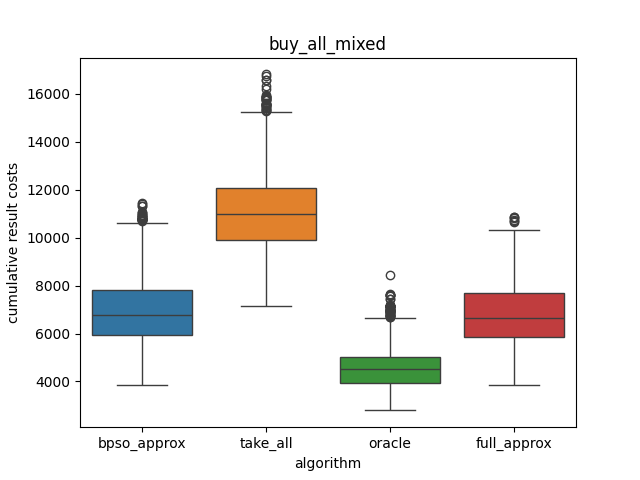 buy_all_mixed
cumulative result costs
16000
14000
12000
10000
8000
6000
4000
bpso_approx take_all oracle full_approx
algorithm